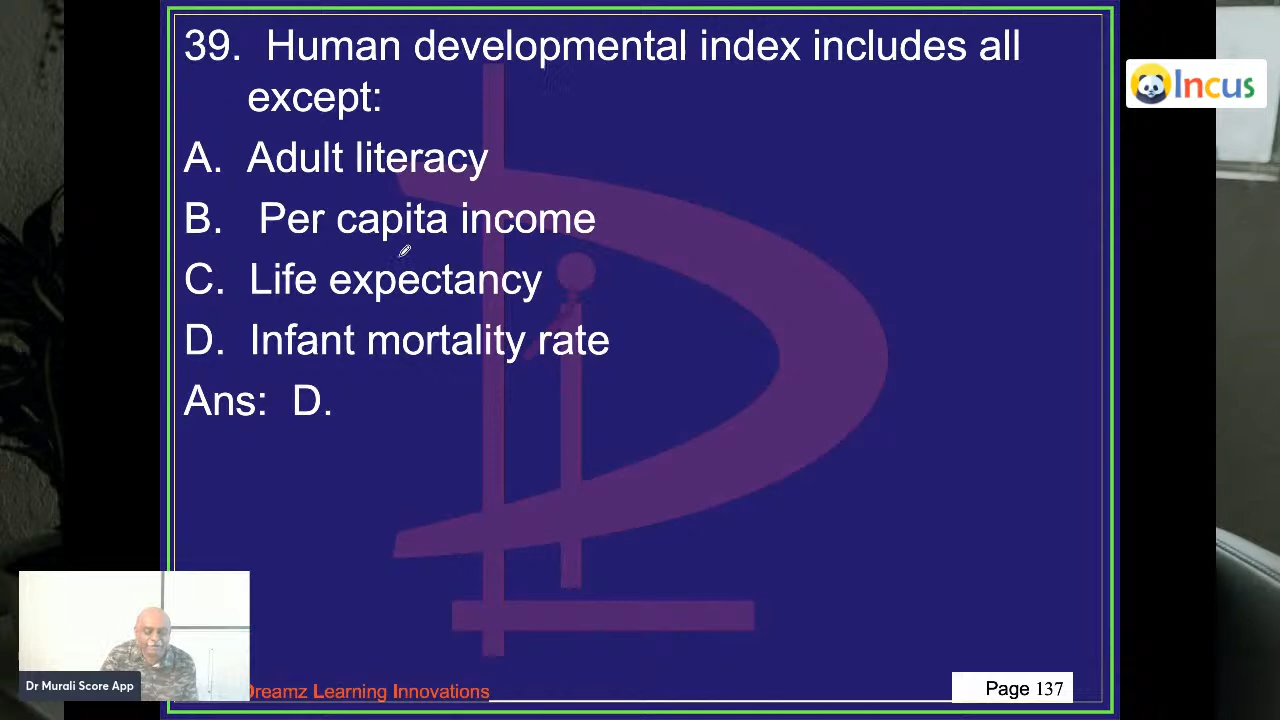 39. Human developmental index includes all
except:
Incus
A. Adult literacy
B. Per capita income
C. Life expectancy
D. Infant mortality rate
Ans: D.
Dr Murali Score App
Dreamz Learning Innovations
Page 137